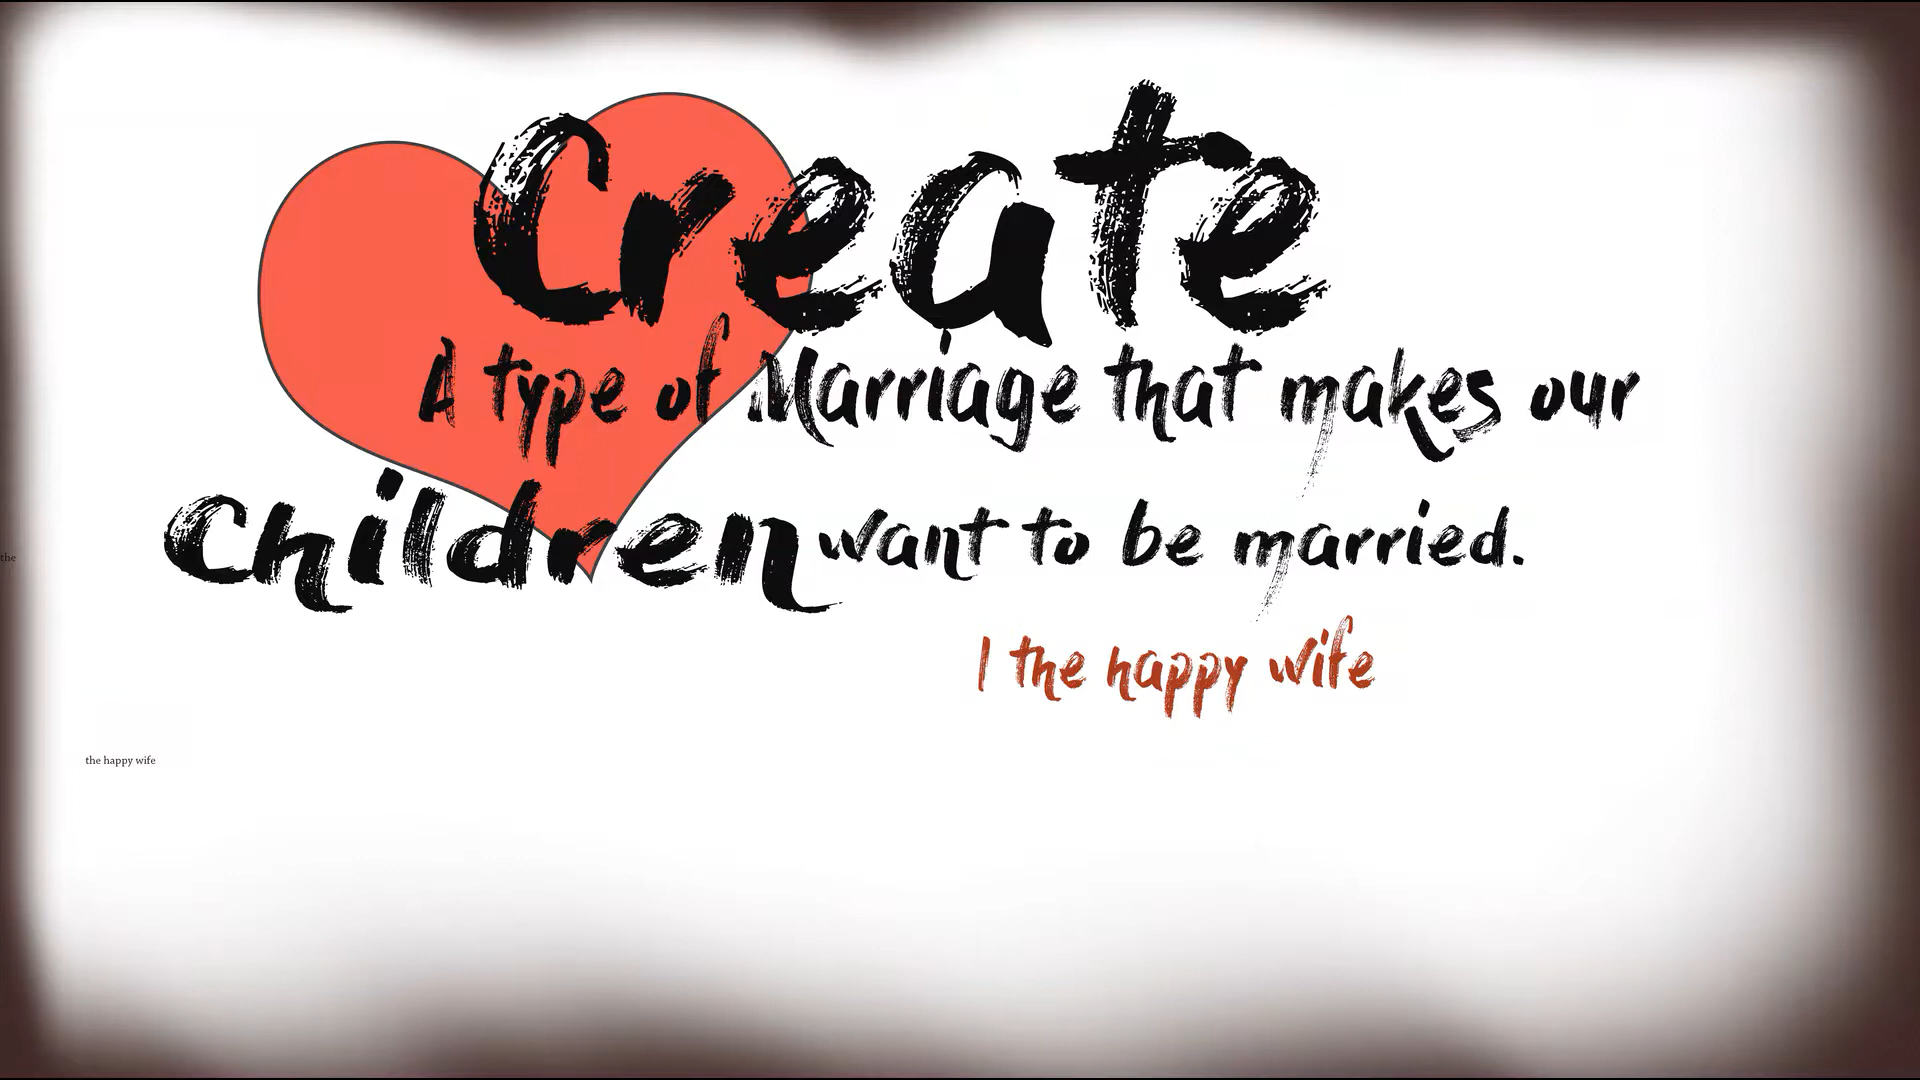 Create
A type of Marriage that makes our
children want to be married.
I the happy wife
the
the happy wife